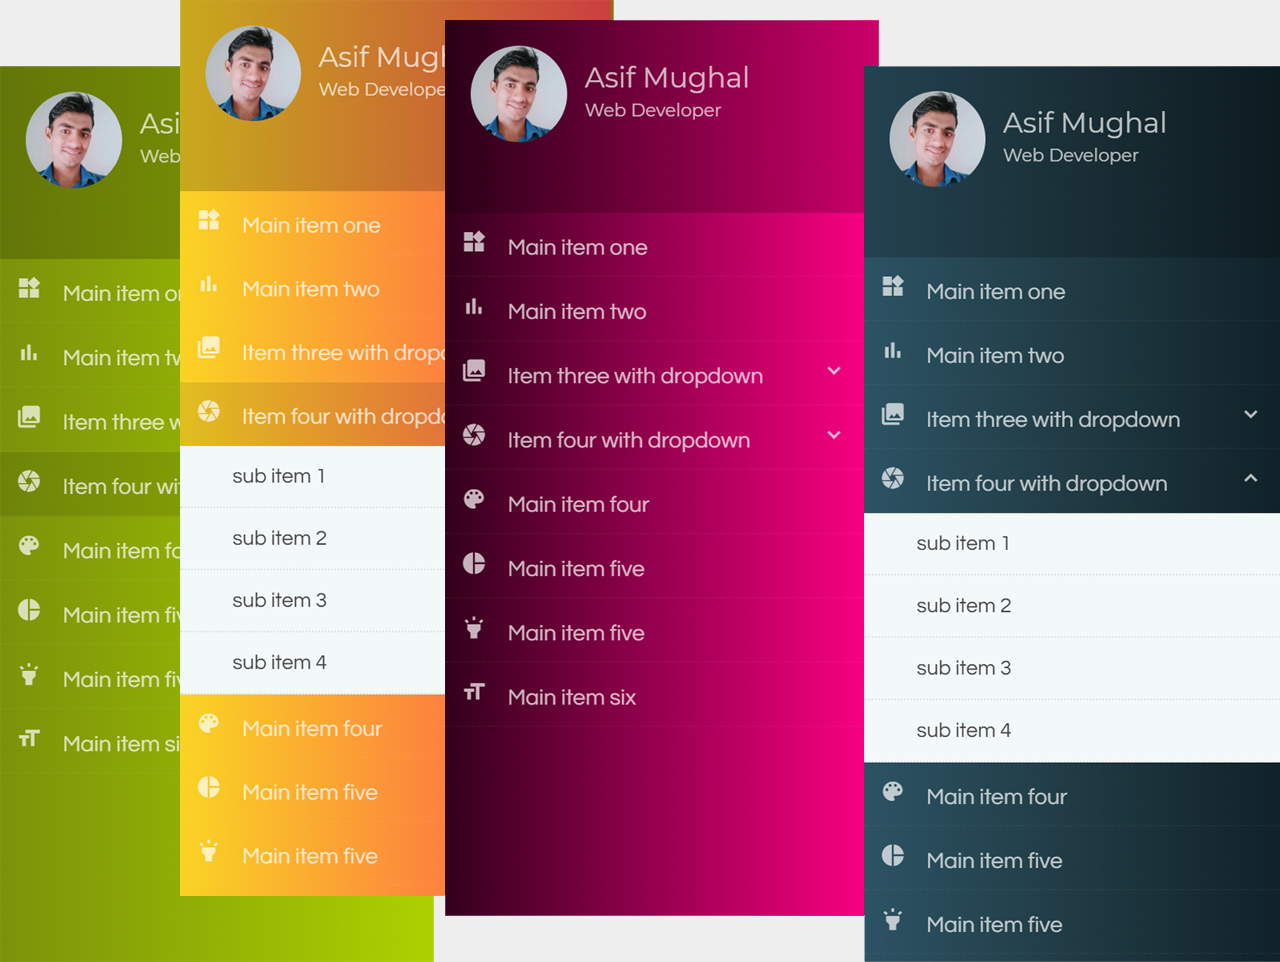 Asi
Web
Main item o
Main item tv
Item three w
Item four wi
Main item fo
Main item fiv
Main item fiv
Main item si
Asif Mugh
Web Develope
Main item one
Main item two
Item three with dropd
Item four with dropdo
sub item 1
sub item 2
sub item 3
sub item 4
Main item four
Main item five
Main item five
Asif Mughal
Web Developer
Main item one
Main item two
Item three with dropdown
Item four with dropdown
Main item four
Main item five
Main item five
Main item six
Asif Mughal
Web Developer
Main item one
Main item two
Item three with dropdown
Item four with dropdown
sub item 1
sub item 2
sub item 3
sub item 4
Main item four
Main item five
Main item five